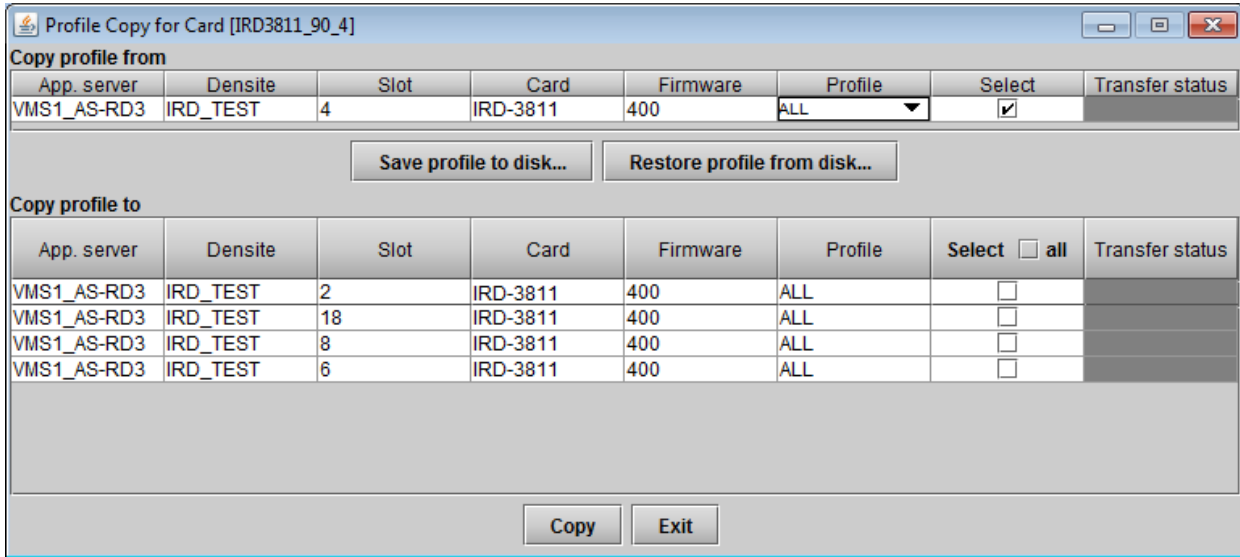 Profile Copy for Card [IRD3811_90_4]
Copy profile from
App. server Densite Slot Card Firmware Profile Select Transfer status
VMS1_AS-RD3 IRD_TEST 4 IRD-3811 400 ALL
Save profile to disk... Restore profile from disk...
Copy profile to
App. server Densite Slot Card Firmware Profile Select all Transfer status
VMS1_AS-RD3 IRD_TEST 2 IRD-3811 400 ALL
VMS1_AS-RD3 IRD_TEST 18 IRD-3811 400 ALL
VMS1_AS-RD3 IRD_TEST 8 IRD-3811 400 ALL
VMS1_AS-RD3 IRD_TEST 6 IRD-3811 400 ALL
Copy Exit